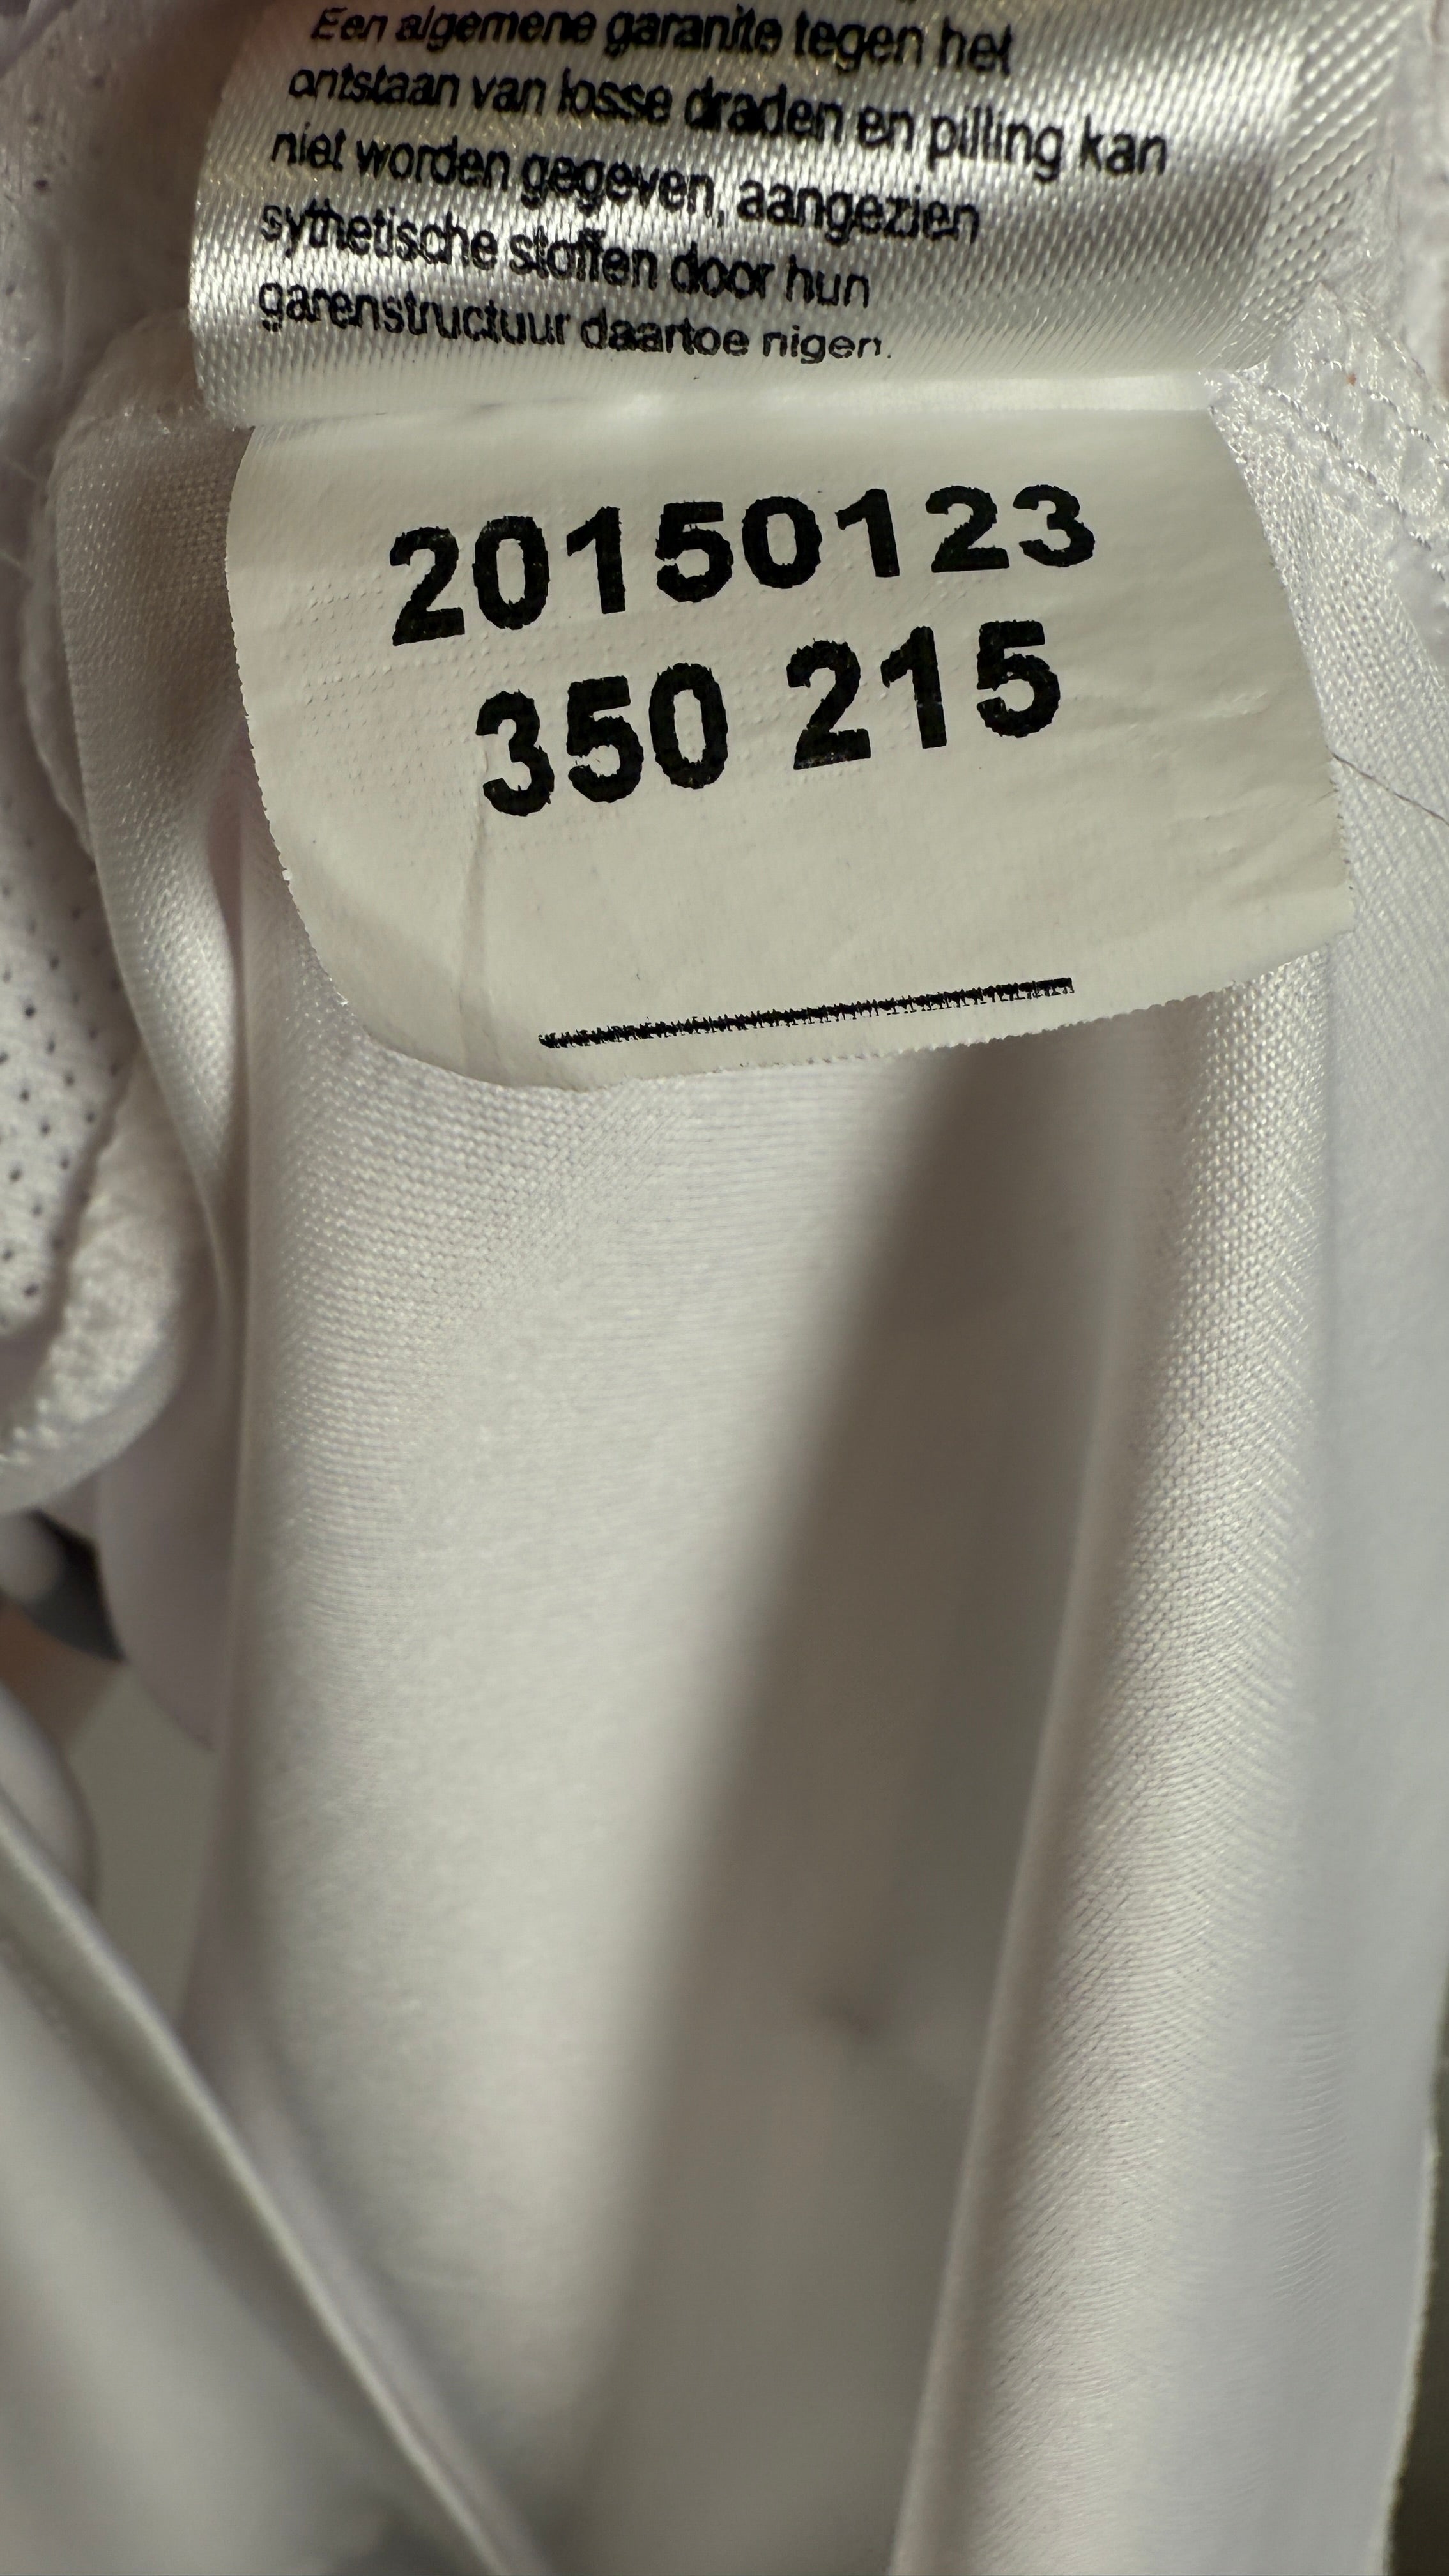 Een algemene garanite tegen het
ontstaan van losse draden en pilling kan
niet worden gegeven, aangezien
sythetische stoffen door hun
garenstructuur daartoe nigen.
20150123
350 215